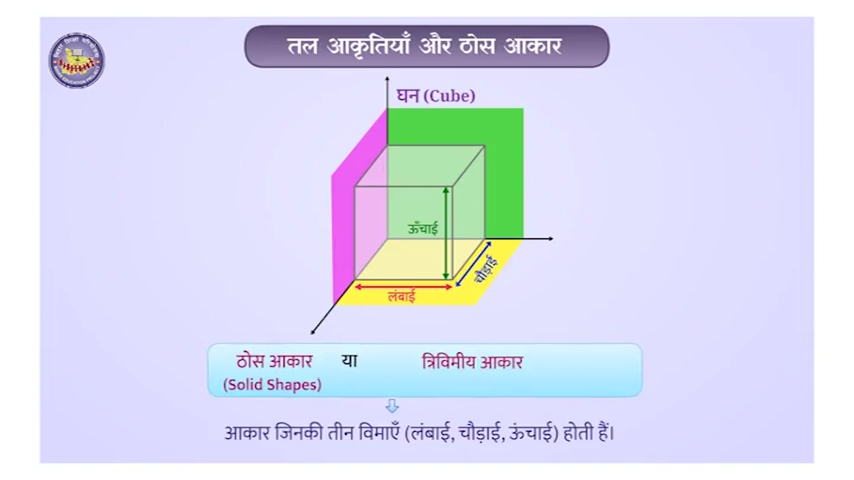 तल आकृतियाँ और ठोस आकार
घन (Cube)
ऊँचाई
चौड़ाई
लंबाई
ठोस आकार या त्रिविमीय आकार
(Solid Shapes)
आकार जिनकी तीन विमाएँ (लंबाई, चौड़ाई, ऊंचाई) होती हैं।